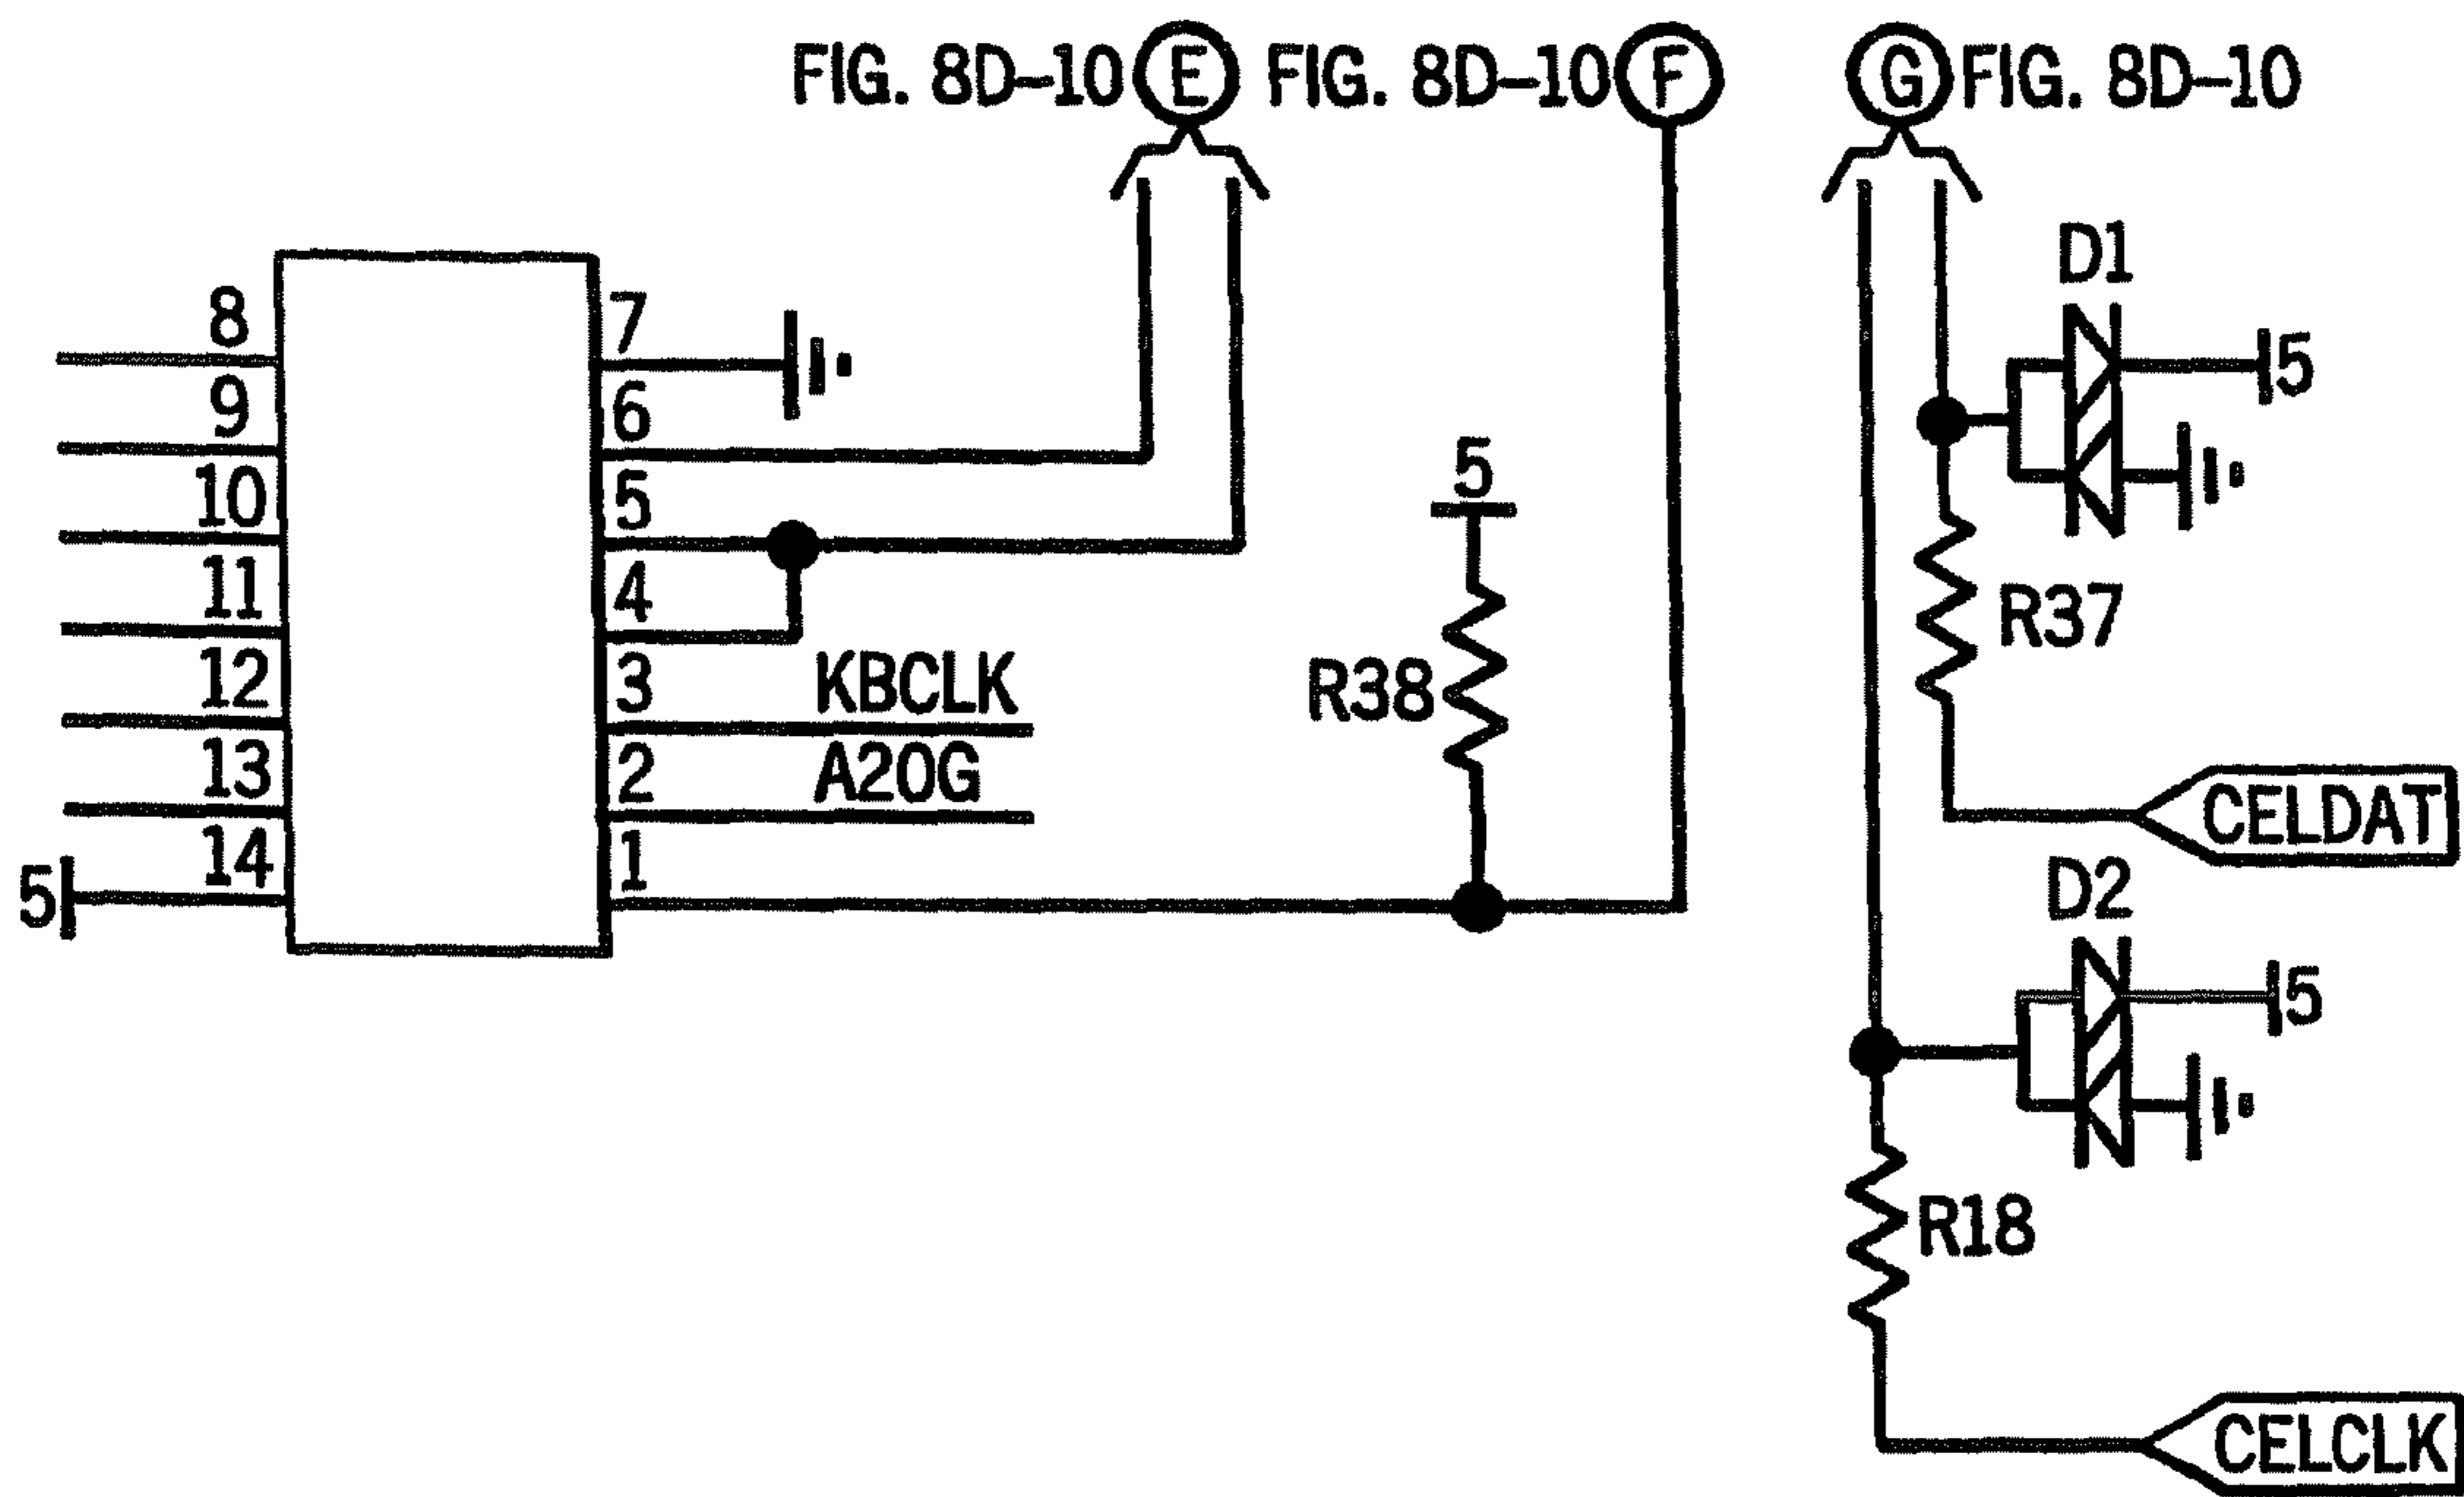 FIG. 8D-10 E FIG. 8D-10 F G FIG. 8D-10
D1
8
7
5
9
6
10
5
5
11
4
R37
12
3
KBCLK
R38
13
2
A20G
CELDAT
14
1
5
D2
5
R18
CELCLK